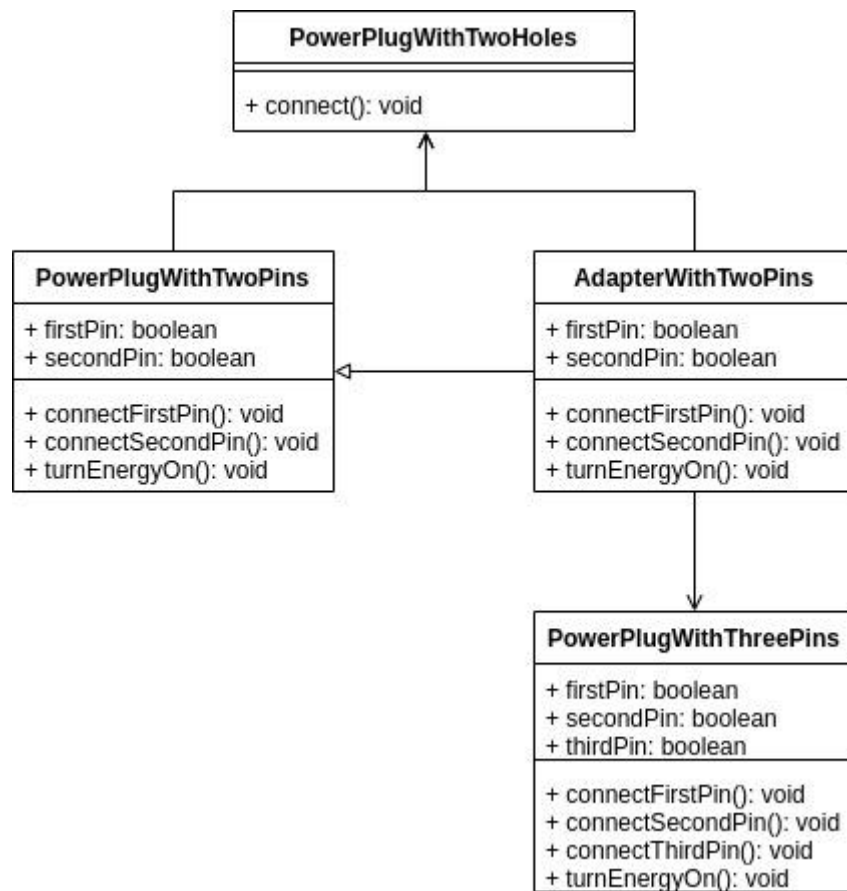 PowerPlugWithTwoHoles
+ connect(): void
PowerPlugWithTwoPins
+ firstPin: boolean
+ secondPin: boolean
+ connectFirstPin(): void
+ connectSecondPin(): void
+ turnEnergyOn(): void
AdapterWithTwoPins
+ firstPin: boolean
+ secondPin: boolean
+ connectFirstPin(): void
+ connectSecondPin(): void
+ turnEnergyOn(): void
PowerPlugWithThreePins
+ firstPin: boolean
+ secondPin: boolean
+ thirdPin: boolean
+ connectFirstPin(): void
+ connectSecondPin(): void
+ connectThirdPin(): void
+ turnEnergyOn(): void